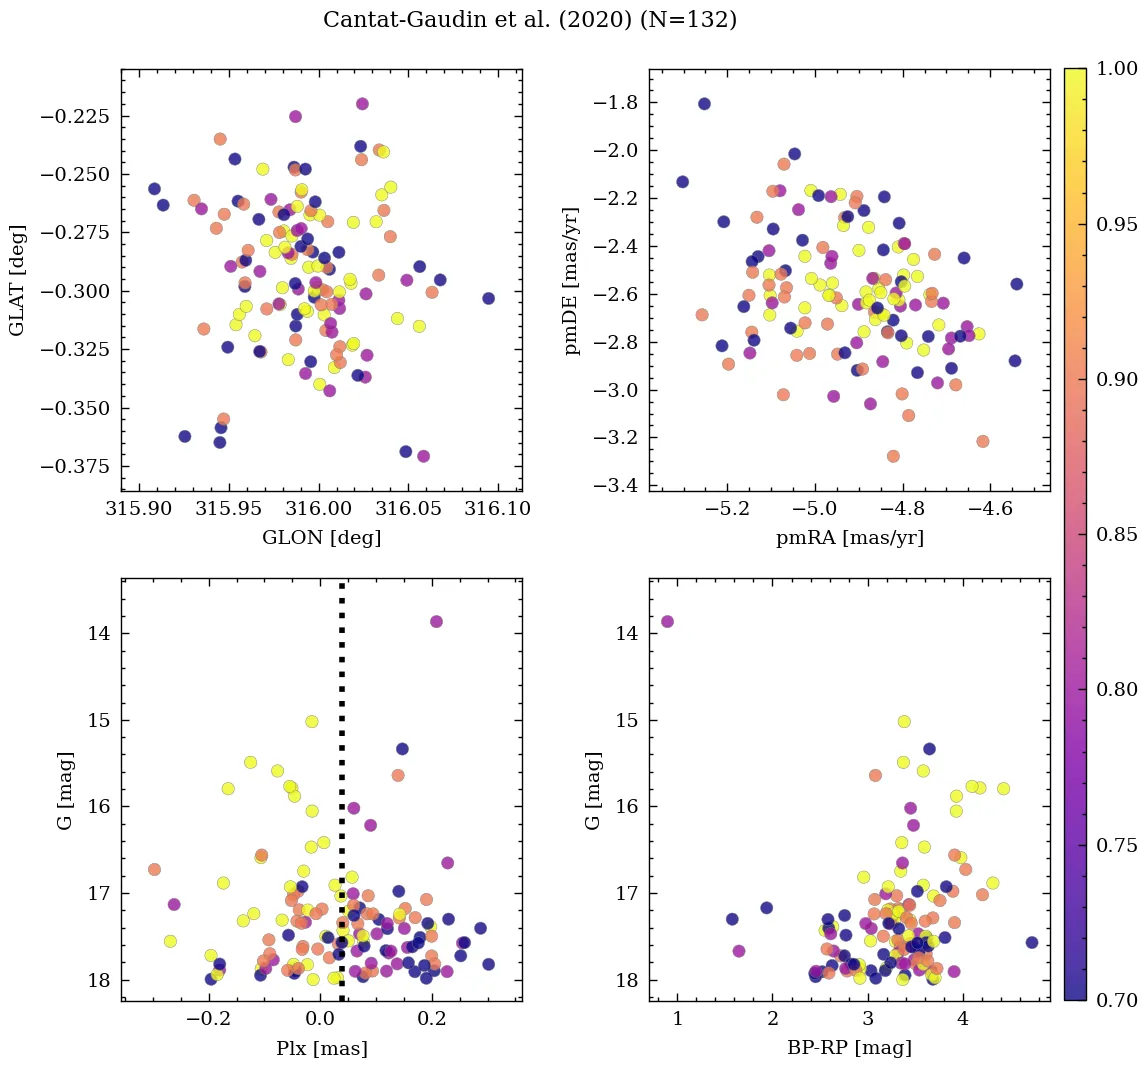 Cantat-Gaudin et al. (2020) (N=132)
−0.225
−0.250
−0.275
−0.300
−0.325
−0.350
−0.375
GLAT [deg]
315.90 315.95 316.00 316.05 316.10
GLON [deg]
−1.8
−2.0
−2.2
−2.4
−2.6
−2.8
−3.0
−3.2
−3.4
pmDE [mas/yr]
−5.2 −5.0 −4.8 −4.6
pmRA [mas/yr]
1.00
0.95
0.90
0.85
0.80
0.75
0.70
14
15
16
17
18
G [mag]
−0.2 0.0 0.2
Plx [mas]
14
15
16
17
18
G [mag]
1 2 3 4
BP-RP [mag]